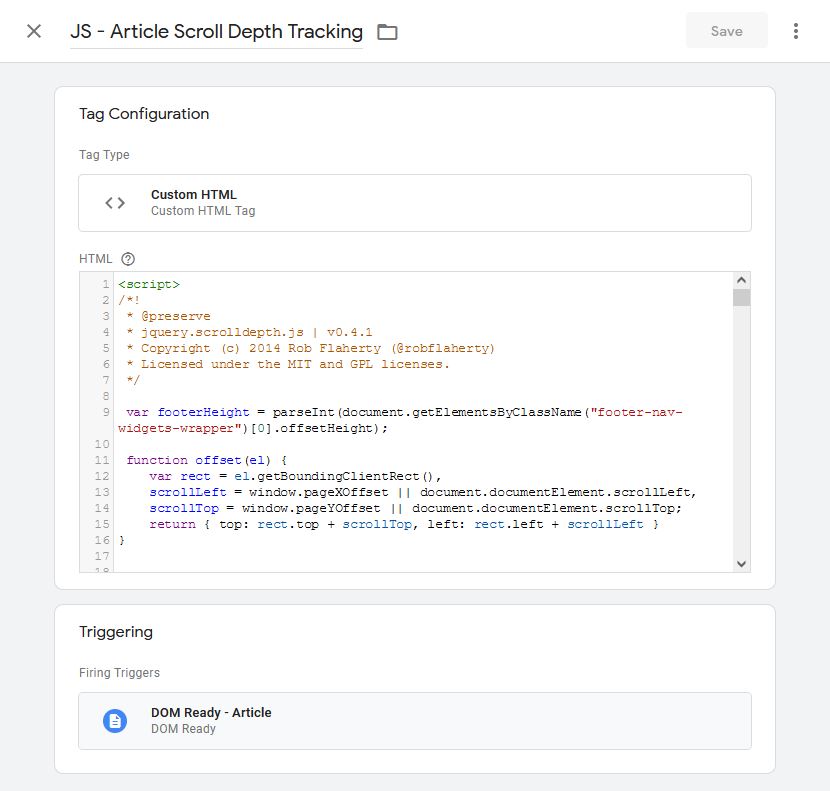 JS - Article Scroll Depth Tracking
Save
Tag Configuration
Tag Type
Custom HTML
Custom HTML Tag
HTML
1 <script>
2 /*!
3  * @preserve
4  * jquery.scrolldepth.js | v0.4.1
5  * Copyright (c) 2014 Rob Flaherty (@robflaherty)
6  * Licensed under the MIT and GPL licenses.
7  */
8
9  var footerHeight = parseInt(document.getElementsByClassName("footer-nav-
widgets-wrapper")[0].offsetHeight);
10
11  function offset(el) {
12     var rect = el.getBoundingClientRect(),
13     scrollLeft = window.pageXOffset || document.documentElement.scrollLeft,
14     scrollTop = window.pageYOffset || document.documentElement.scrollTop;
15     return { top: rect.top + scrollTop, left: rect.left + scrollLeft }
16 }
17
18
Triggering
Firing Triggers
DOM Ready - Article
DOM Ready